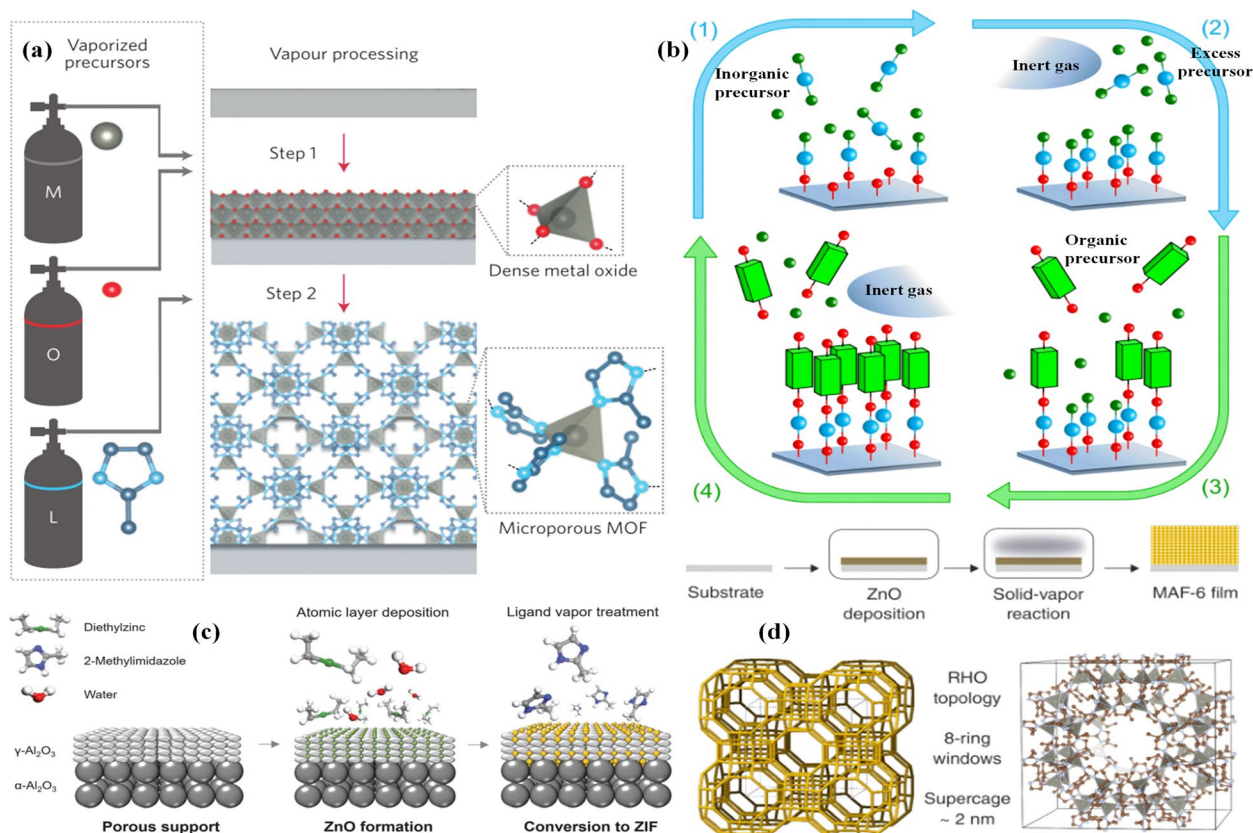 (a)
Vaporized
precursors
M
O
L
Vapour processing
Step 1
Dense metal oxide
Step 2
Microporous MOF
(b)
(1)
Inorganic
precursor
(2)
Inert gas
Excess
precursor
Organic
precursor
(3)
Inert gas
(4)
(c)
Diethylzinc
2-Methylimidazole
Water
γ-Al₂O₃
α-Al₂O₃
Porous support
Atomic layer deposition
ZnO formation
Ligand vapor treatment
Conversion to ZIF
Substrate
ZnO
deposition
Solid-vapor
reaction
MAF-6 film
(d)
RHO
topology
8-ring
windows
Supercage
~ 2 nm